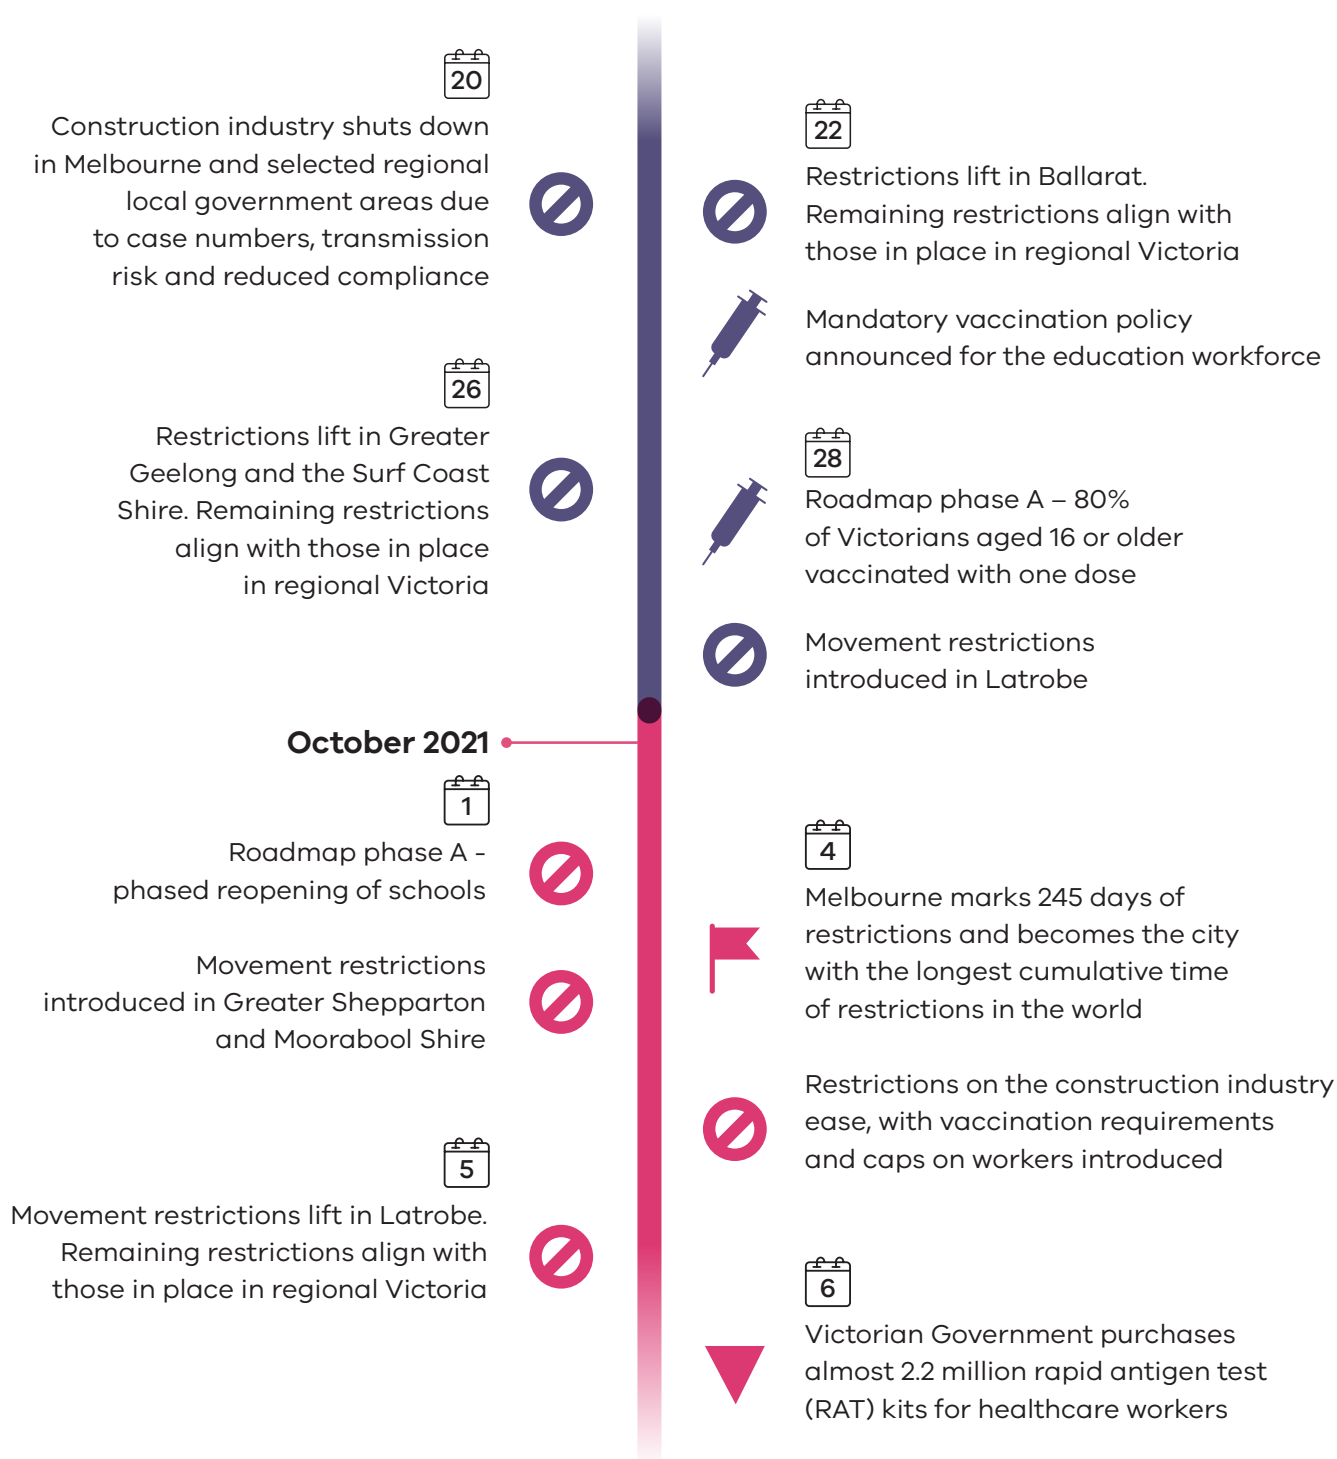 20
Construction industry shuts down
in Melbourne and selected regional
local government areas due
to case numbers, transmission
risk and reduced compliance
22
Restrictions lift in Ballarat.
Remaining restrictions align with
those in place in regional Victoria
Mandatory vaccination policy
announced for the education workforce
26
Restrictions lift in Greater
Geelong and the Surf Coast
Shire. Remaining restrictions
align with those in place
in regional Victoria
28
Roadmap phase A – 80%
of Victorians aged 16 or older
vaccinated with one dose
Movement restrictions
introduced in Latrobe
October 2021
1
Roadmap phase A -
phased reopening of schools
Movement restrictions
introduced in Greater Shepparton
and Moorabool Shire
4
Melbourne marks 245 days of
restrictions and becomes the city
with the longest cumulative time
of restrictions in the world
Restrictions on the construction industry
ease, with vaccination requirements
and caps on workers introduced
5
Movement restrictions lift in Latrobe.
Remaining restrictions align with
those in place in regional Victoria
6
Victorian Government purchases
almost 2.2 million rapid antigen test
(RAT) kits for healthcare workers